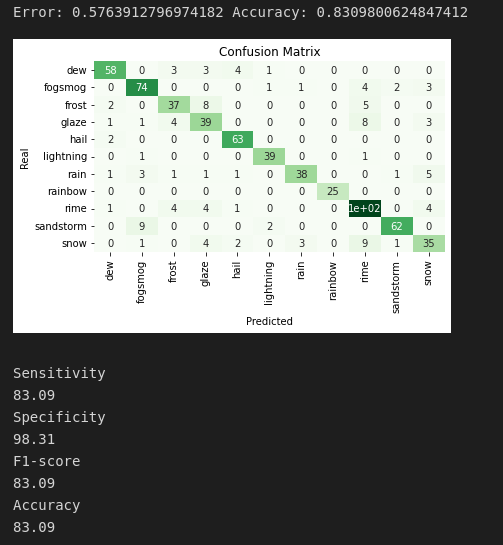 Error: 0.5763912796974182 Accuracy: 0.8309800624847412
Confusion Matrix
dew 58 0 3 3 4 1 0 0 0 0 0
fogsmog 0 74 0 0 0 1 1 0 4 2 3
frost 2 0 37 8 0 0 0 0 5 0 0
glaze 1 1 4 39 0 0 0 0 8 0 3
hail 2 0 0 0 63 0 0 0 0 0 0
lightning 0 1 0 0 0 39 0 0 1 0 0
rain 1 3 1 1 1 0 38 0 0 1 5
rainbow 0 0 0 0 0 0 0 25 0 0 0
rime 1 0 4 4 1 0 0 0 1e+02 0 4
sandstorm 0 9 0 0 0 2 0 0 0 62 0
snow 0 1 0 4 2 0 3 0 9 1 35
Real
dew fogsmog frost glaze hail lightning rain rainbow rime sandstorm snow
Predicted
Sensitivity
83.09
Specificity
98.31
F1-score
83.09
Accuracy
83.09